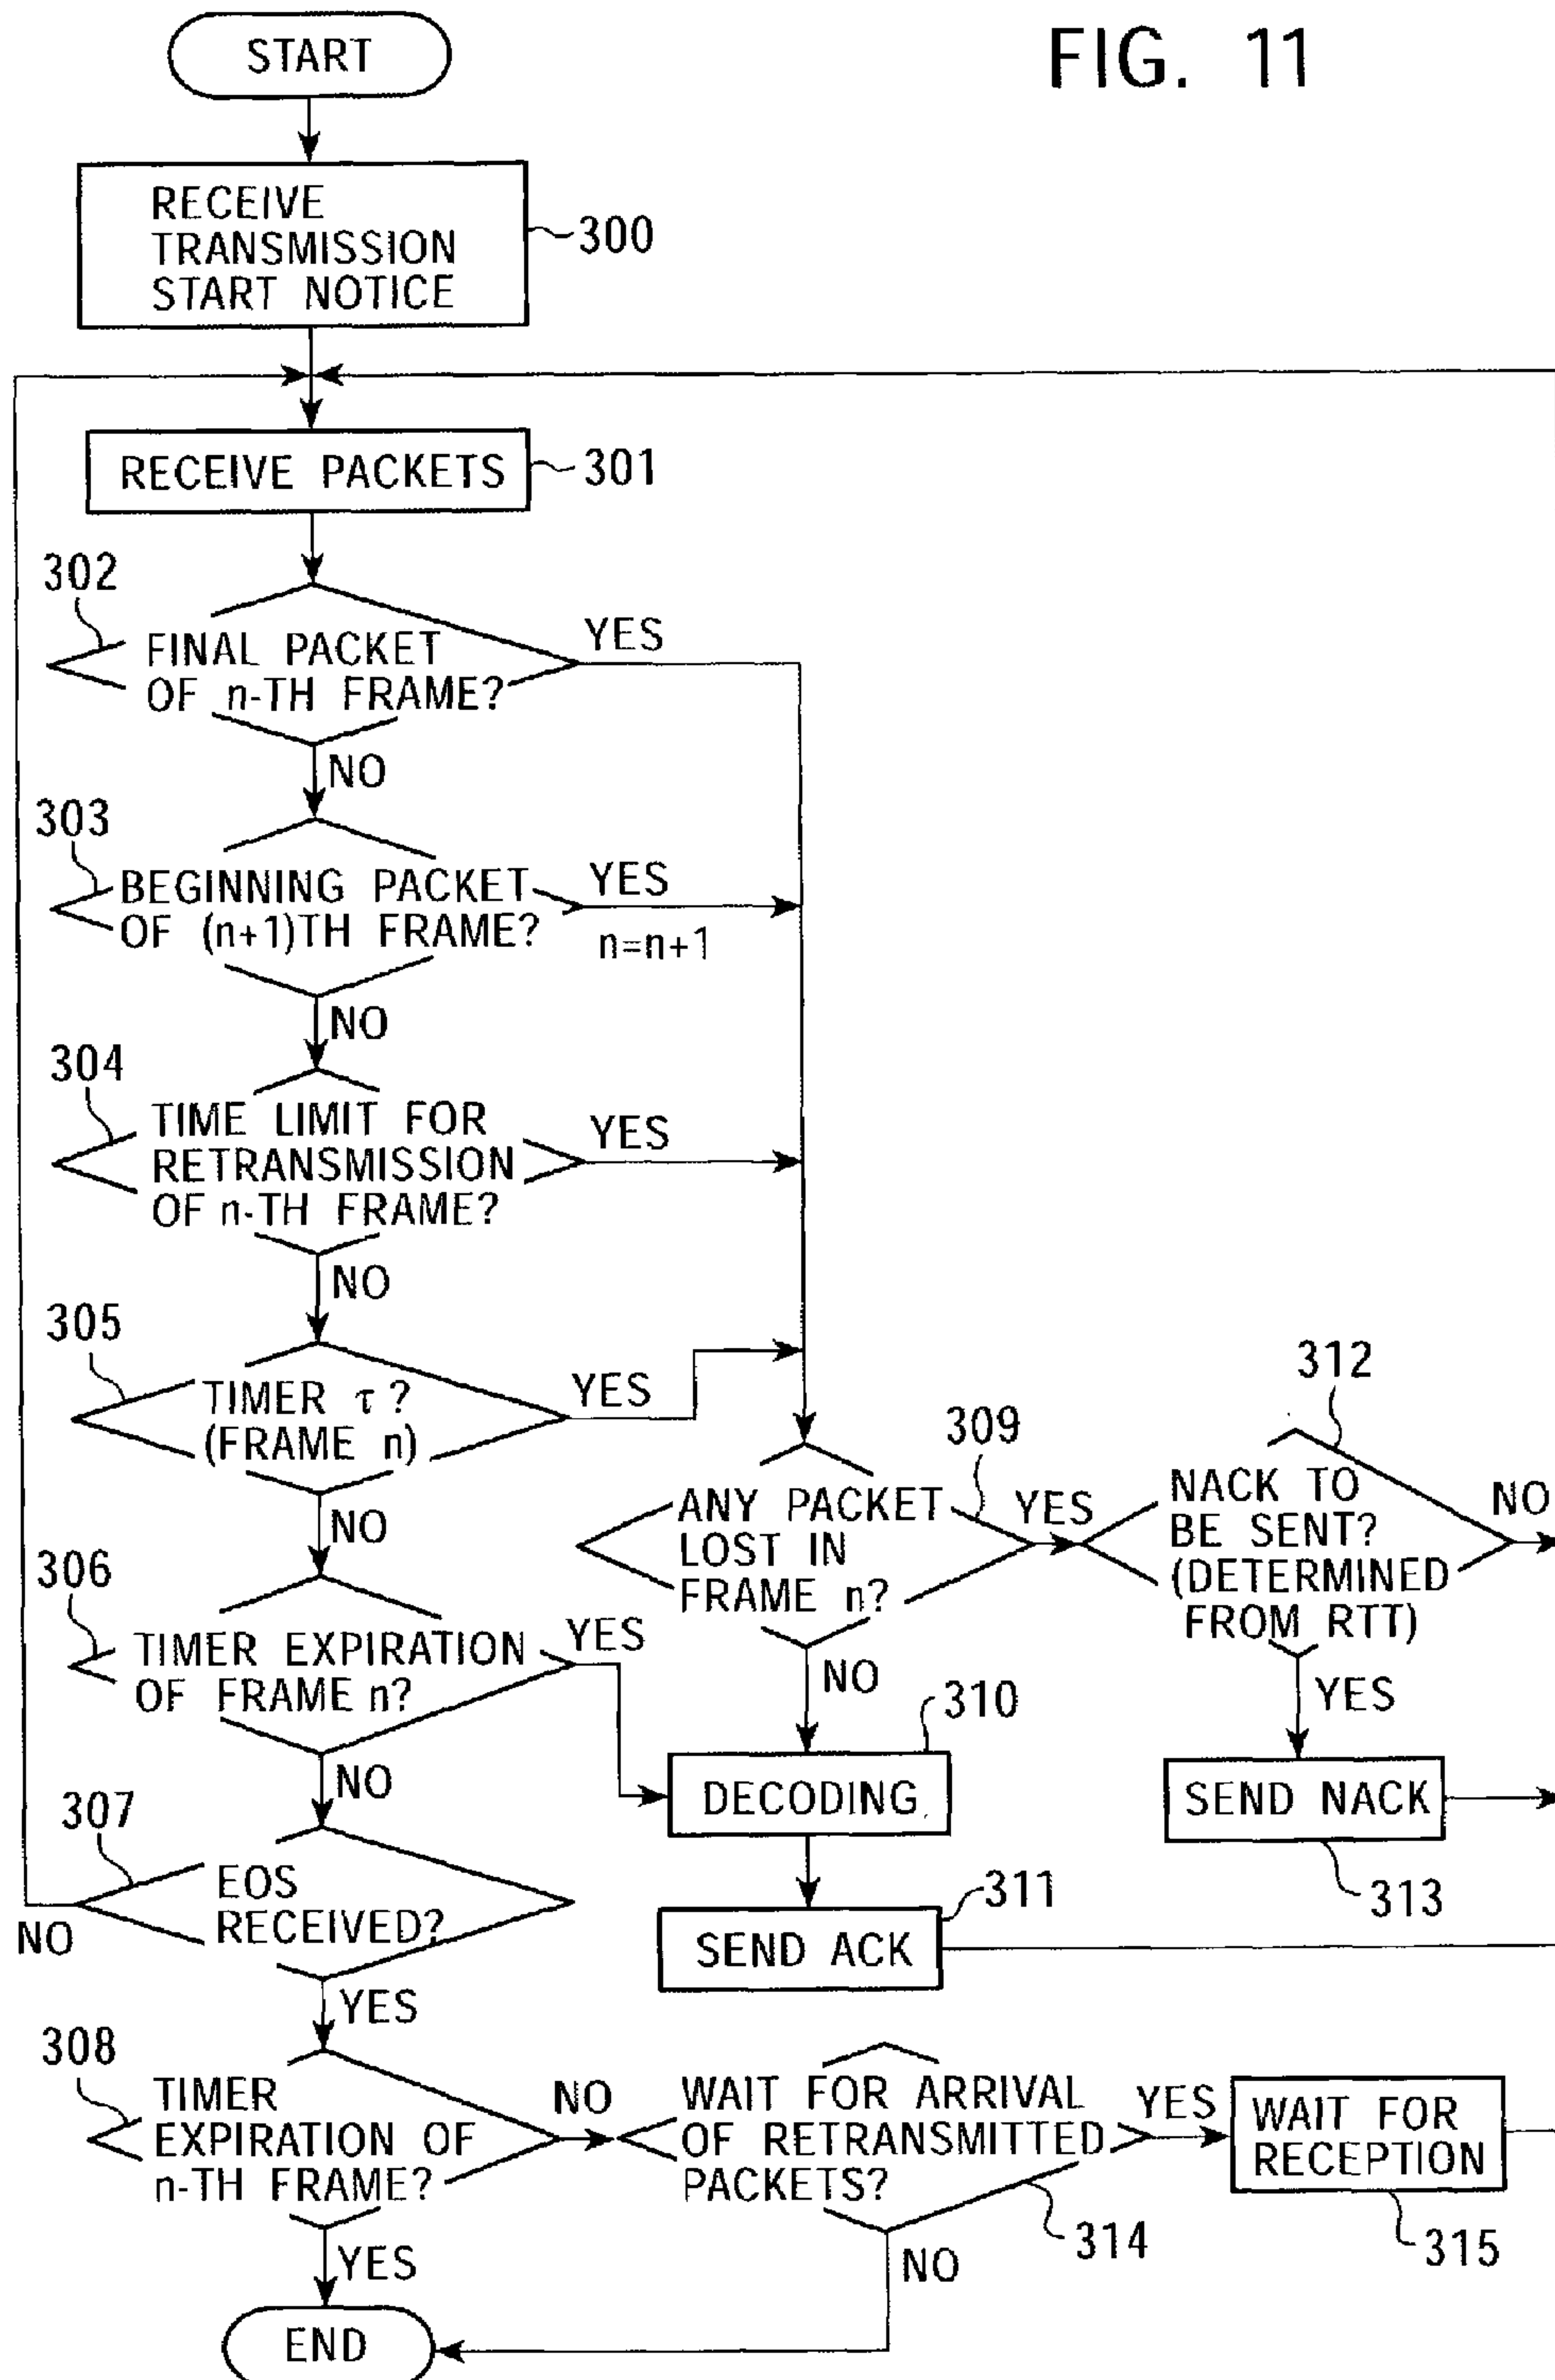 FIG. 11
START
RECEIVE
TRANSMISSION
START NOTICE
300
RECEIVE PACKETS
301
302
FINAL PACKET
OF n-TH FRAME?
YES
NO
303
BEGINNING PACKET
OF (n+1)TH FRAME?
YES
n=n+1
NO
304
TIME LIMIT FOR
RETRANSMISSION
OF n-TH FRAME?
YES
NO
305
TIMER τ?
(FRAME n)
YES
NO
306
TIMER EXPIRATION
OF FRAME n?
YES
NO
307
EOS
RECEIVED?
NO
YES
308
TIMER
EXPIRATION OF
n-TH FRAME?
NO
YES
END
309
ANY PACKET
LOST IN
FRAME n?
YES
NO
310
DECODING
311
SEND ACK
312
NACK TO
BE SENT?
(DETERMINED
FROM RTT)
NO
YES
SEND NACK
313
WAIT FOR ARRIVAL
OF RETRANSMITTED
PACKETS?
YES
314
NO
WAIT FOR
RECEPTION
315